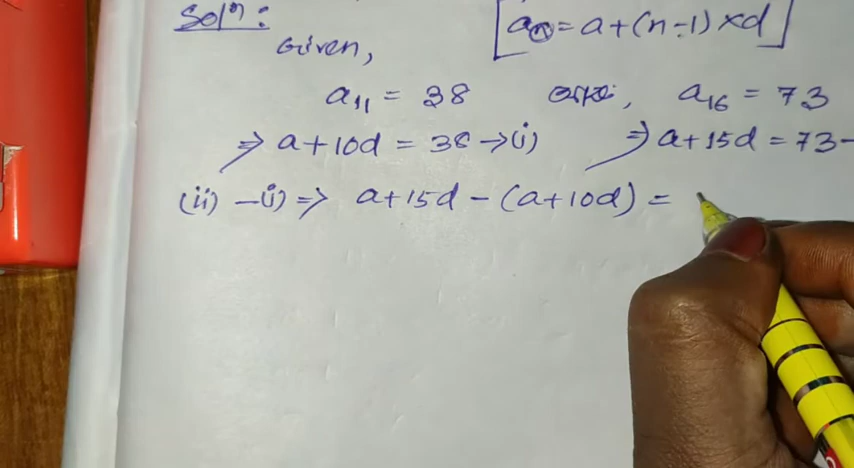 Soln:
[an = a+(n-1)×d]
Given,
a11 = 38 , a16 = 73
⇒ a+10d = 38 →(i) ⇒ a+15d = 73-
(ii) -(i) ⇒ a+15d - (a+10d) =